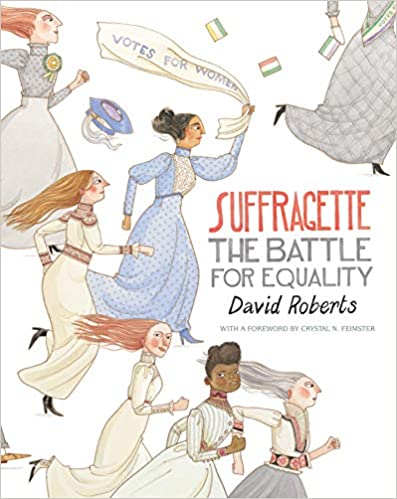 VOTES FOR WOMEN
SUFFRAGETTE
THE BATTLE
FOR EQUALITY
David Roberts
WITH A FOREWORD BY CRYSTAL N. FEIMSTER